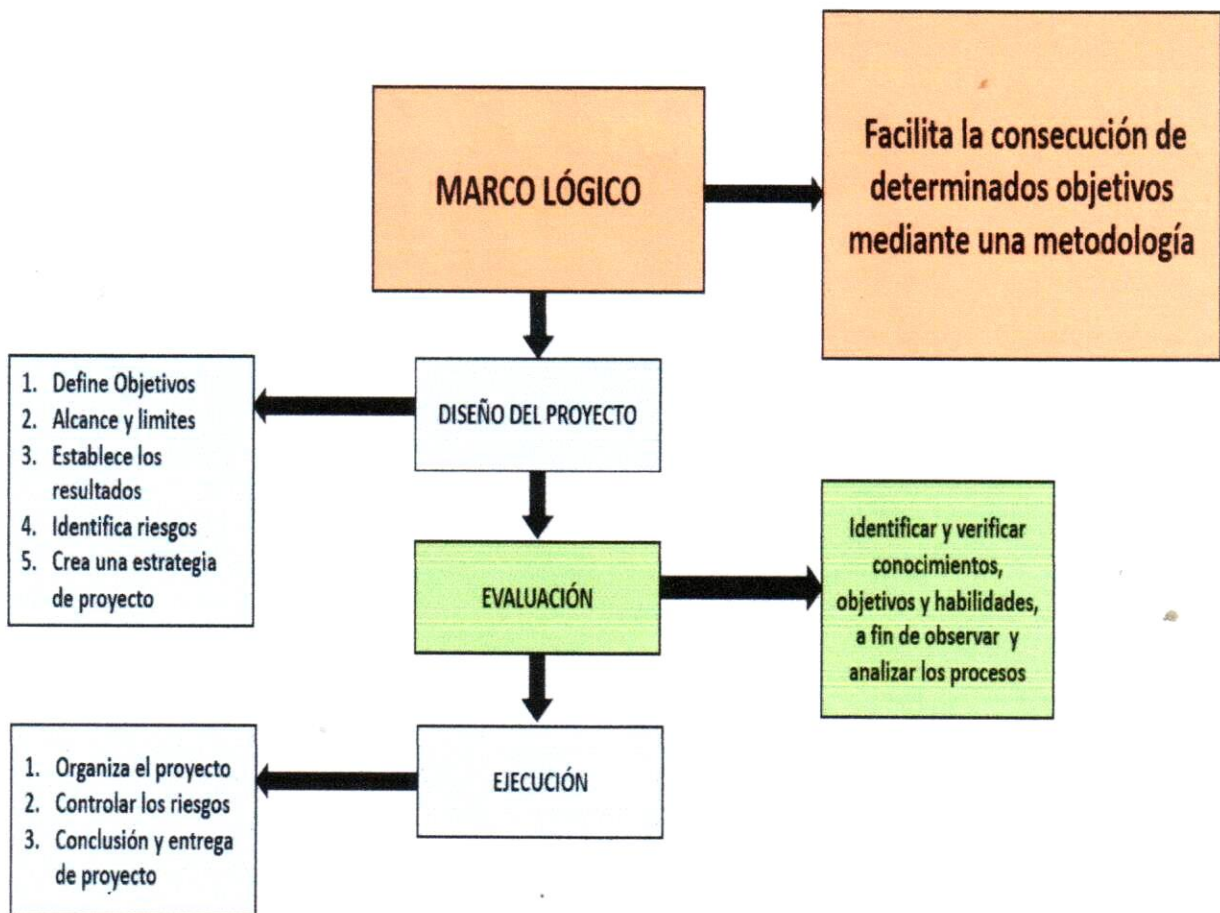 MARCO LÓGICO
Facilita la consecución de
determinados objetivos
mediante una metodología
DISEÑO DEL PROYECTO
1. Define Objetivos
2. Alcance y limites
3. Establece los
resultados
4. Identifica riesgos
5. Crea una estrategia
de proyecto
EVALUACIÓN
Identificar y verificar
conocimientos,
objetivos y habilidades,
a fin de observar y
analizar los procesos
EJECUCIÓN
1. Organiza el proyecto
2. Controlar los riesgos
3. Conclusión y entrega
de proyecto